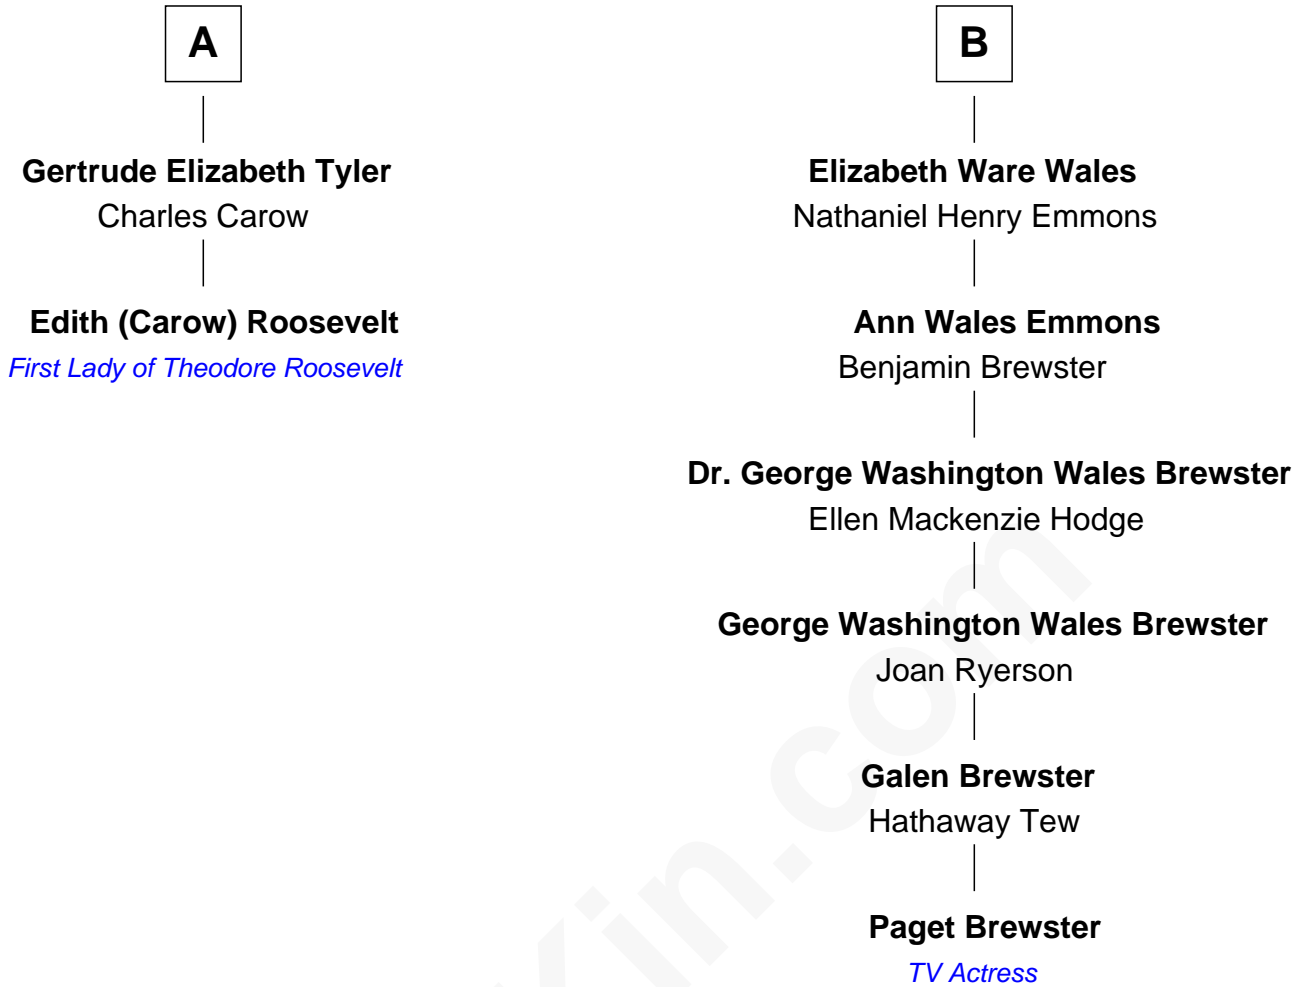 A
Gertrude Elizabeth Tyler
Charles Carow
Edith (Carow) Roosevelt
First Lady of Theodore Roosevelt
B
Elizabeth Ware Wales
Nathaniel Henry Emmons
Ann Wales Emmons
Benjamin Brewster
Dr. George Washington Wales Brewster
Ellen Mackenzie Hodge
George Washington Wales Brewster
Joan Ryerson
Galen Brewster
Hathaway Tew
Paget Brewster
TV Actress
Kin.com